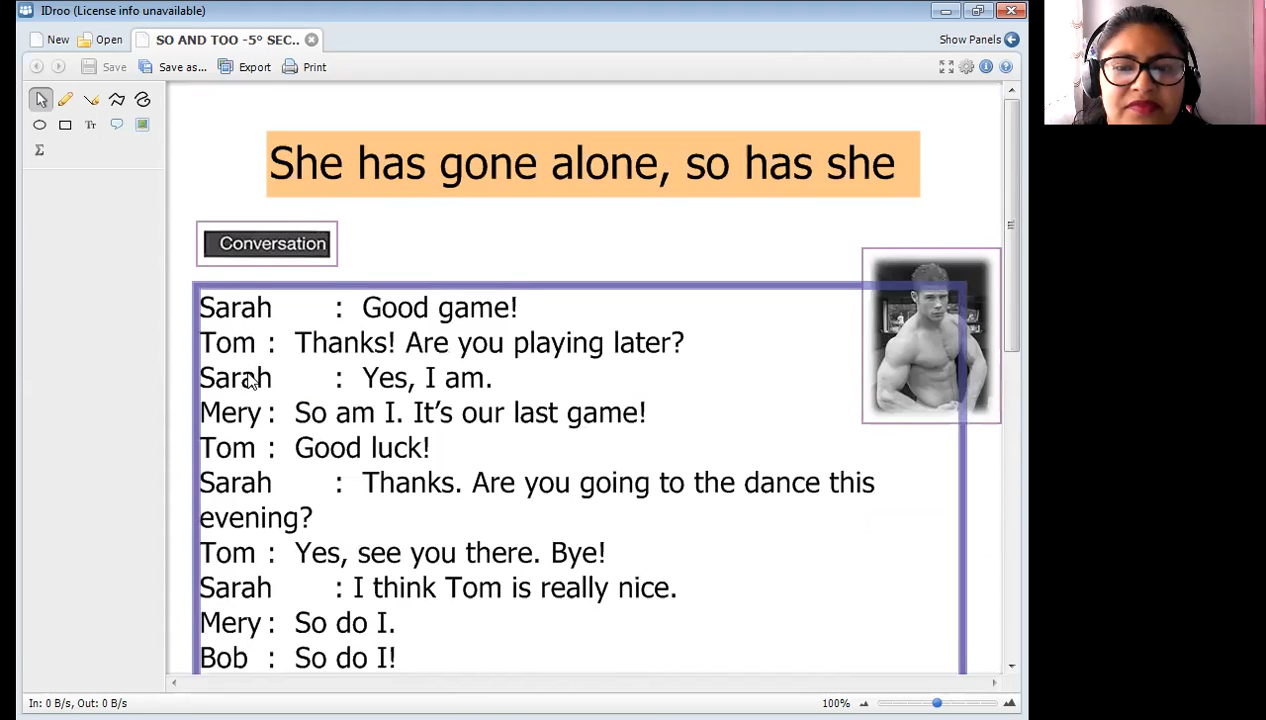 IDroo (License info unavailable)
New Open SO AND TOO -5º SEC.. Show Panels
Save Save as... Export Print
Tr
Σ
She has gone alone, so has she
Conversation
Sarah : Good game!
Tom : Thanks! Are you playing later?
Sarah : Yes, I am.
Mery : So am I. It’s our last game!
Tom : Good luck!
Sarah : Thanks. Are you going to the dance this
evening?
Tom : Yes, see you there. Bye!
Sarah : I think Tom is really nice.
Mery : So do I.
Bob : So do I!
In: 0 B/s, Out: 0 B/s 100%